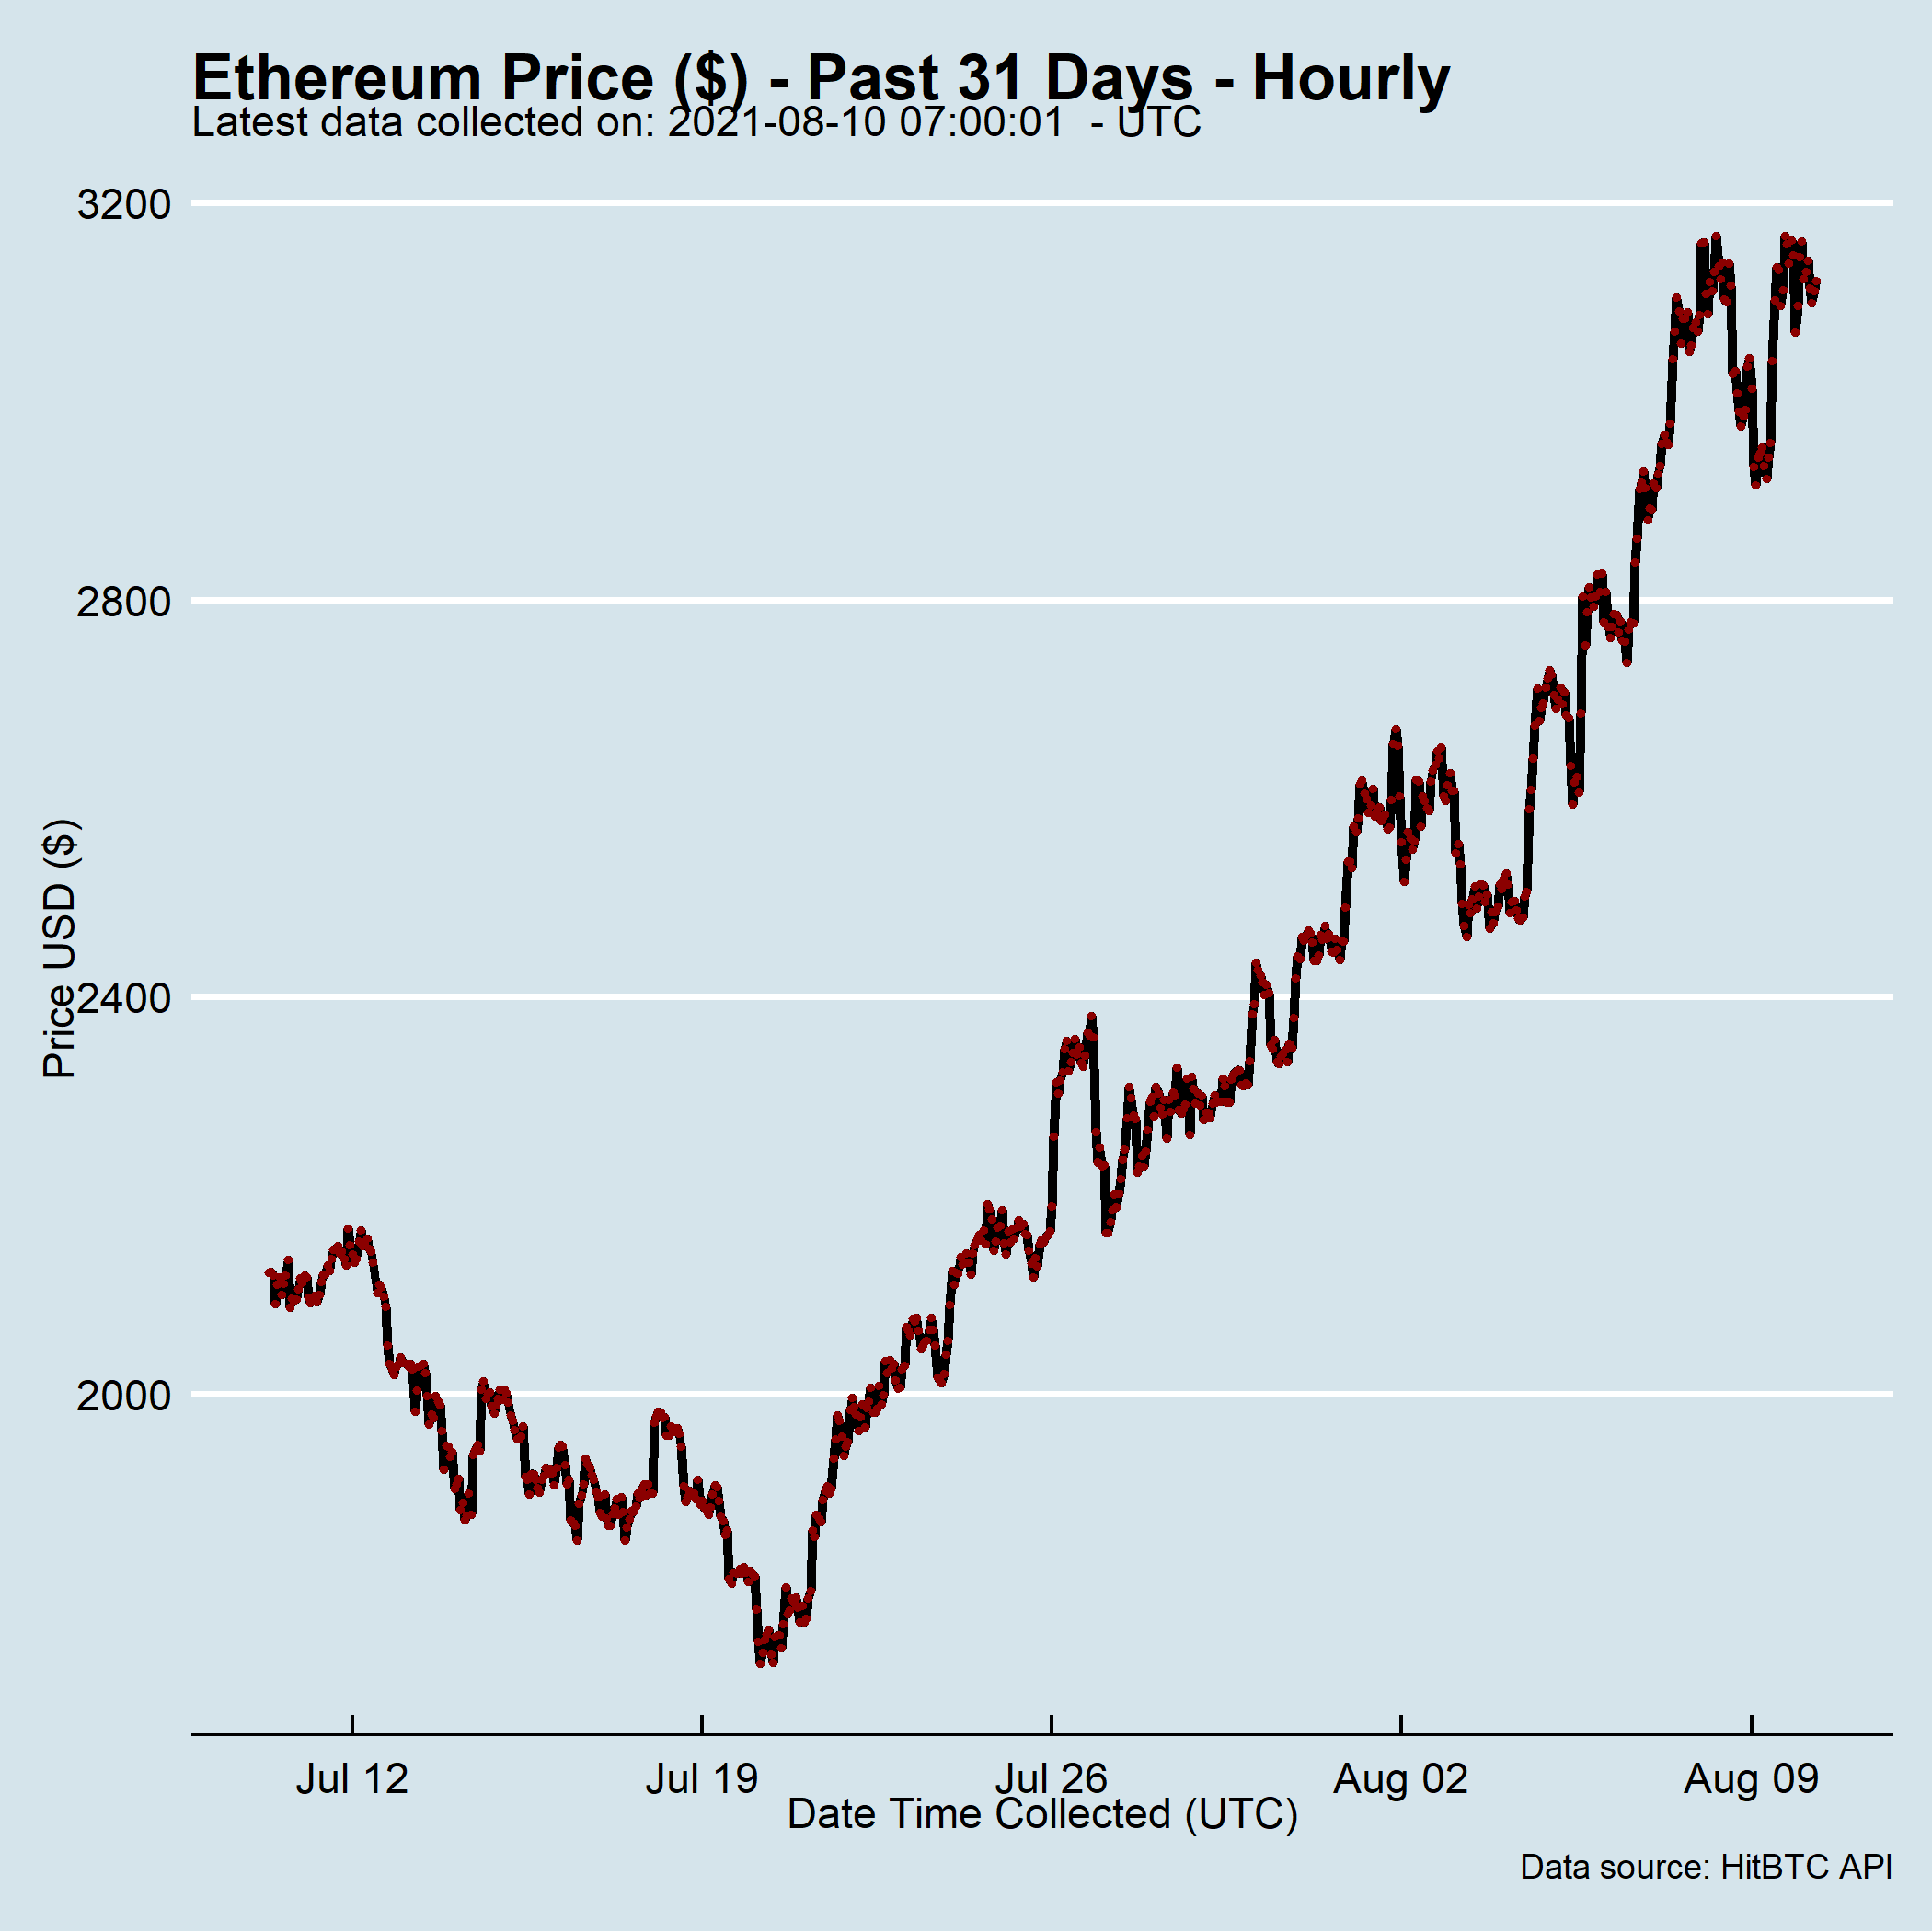 Ethereum Price ($) - Past 31 Days - Hourly
Latest data collected on: 2021-08-10 07:00:01  - UTC
3200
2800
2400
2000
Price USD ($)
Jul 12
Jul 19
Jul 26
Aug 02
Aug 09
Date Time Collected (UTC)
Data source: HitBTC API